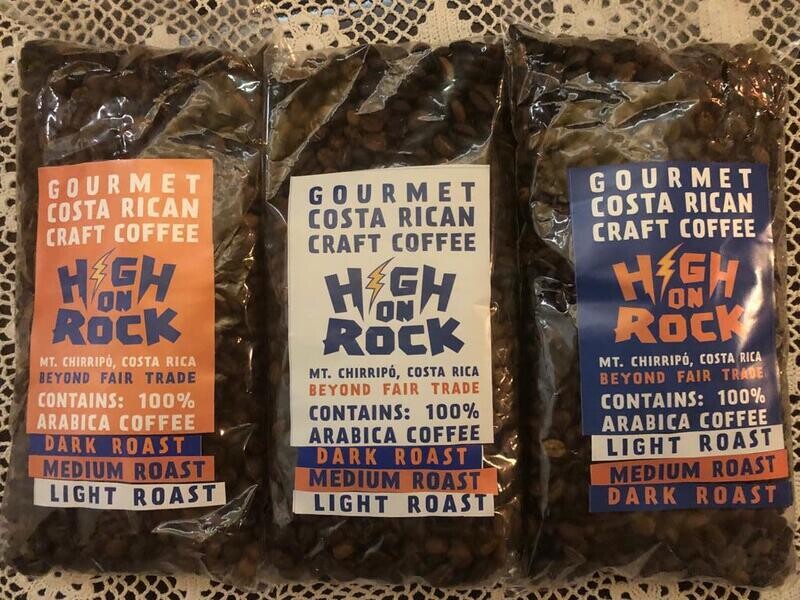 GOURMET
COSTA RICAN
CRAFT COFFEE
HIGH
ON
ROCK
MT. CHIRRIPÓ, COSTA RICA
BEYOND FAIR TRADE
CONTAINS: 100%
ARABICA COFFEE
DARK ROAST
MEDIUM ROAST
LIGHT ROAST
GOURMET
COSTA RICAN
CRAFT COFFEE
HIGH
ON
ROCK
MT. CHIRRIPÓ, COSTA RICA
BEYOND FAIR TRADE
CONTAINS: 100%
ARABICA COFFEE
DARK ROAST
MEDIUM ROAST
LIGHT ROAST
GOURMET
COSTA RICAN
CRAFT COFFEE
HIGH
ON
ROCK
MT. CHIRRIPÓ, COSTA RICA
BEYOND FAIR TRADE
CONTAINS: 100%
ARABICA COFFEE
LIGHT ROAST
MEDIUM ROAST
DARK ROAST